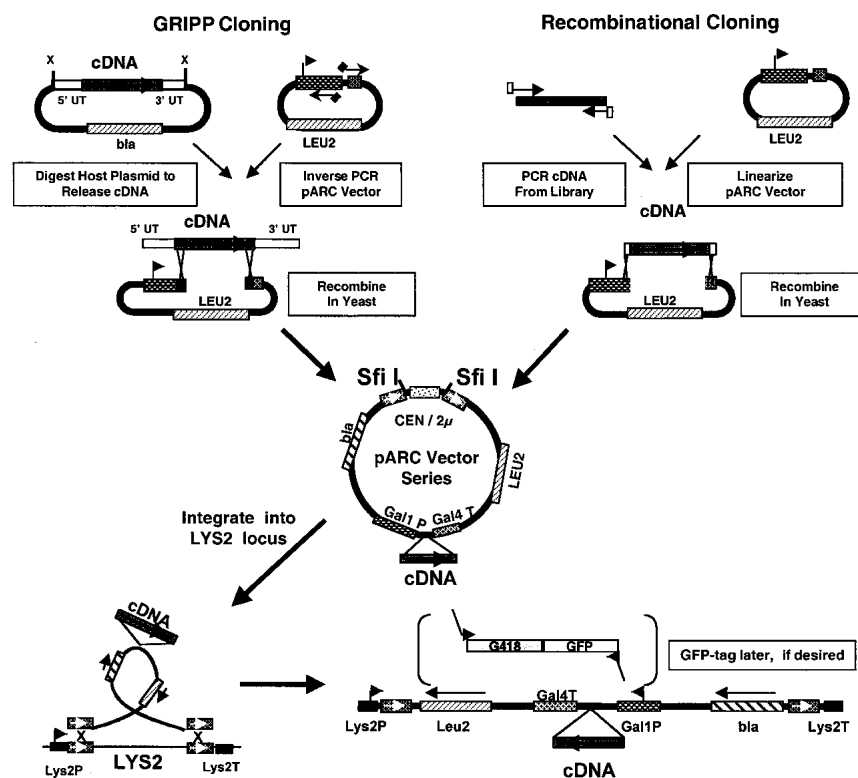 GRIPP Cloning
Recombinational Cloning
X
cDNA
X
5' UT
3' UT
bla
LEU2
LEU2
Digest Host Plasmid to
Release cDNA
Inverse PCR
pARC Vector
PCR cDNA
From Library
Linearize
pARC Vector
cDNA
5' UT
3' UT
LEU2
Recombine
In Yeast
cDNA
LEU2
Recombine
In Yeast
Sfi I
Sfi I
CEN / 2µ
bla
pARC Vector
Series
LEU2
Gal1 P
Gal4 T
cDNA
Integrate into
LYS2 locus
cDNA
X
X
Lys2P
LYS2
Lys2T
G418
GFP
GFP-tag later, if desired
Lys2P
Leu2
Gal4T
Gal1P
bla
Lys2T
cDNA